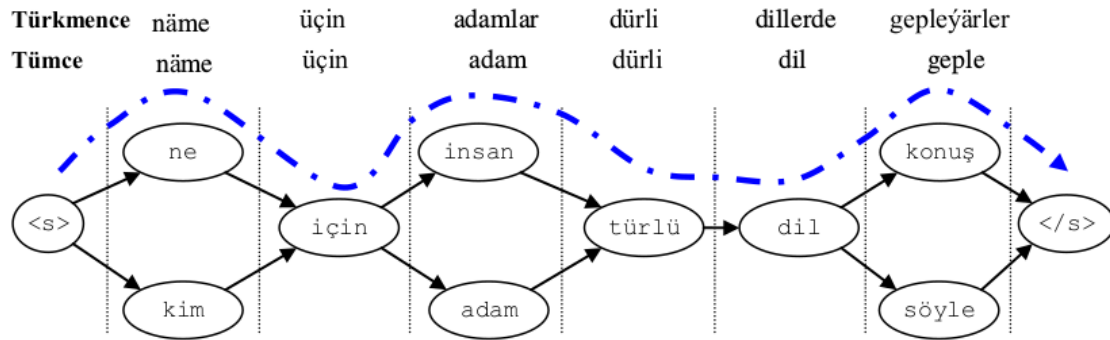 Türkmence näme üçin adamlar dürli dillerde gepleýärler
Tümce näme üçin adam dürli dil geple
ne insan konuş
<s> için türlü dil </s>
kim adam söyle